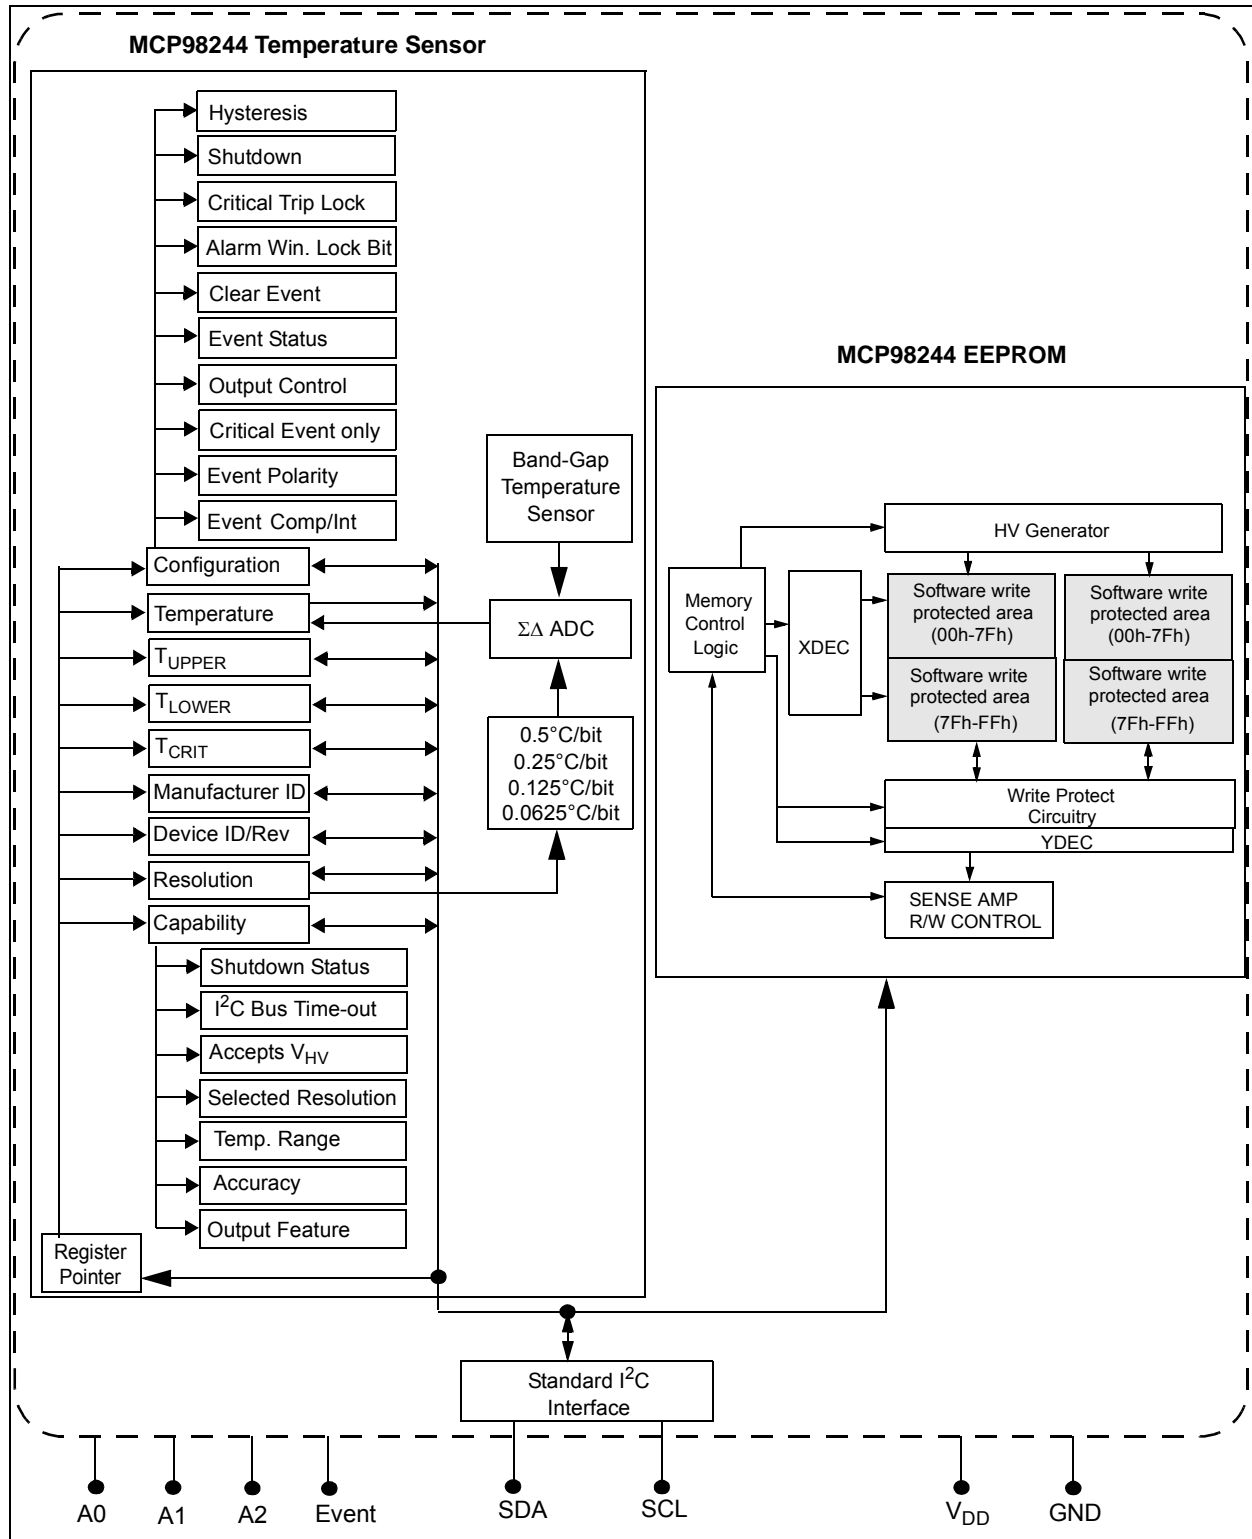 MCP98244 Temperature Sensor
Hysteresis
Shutdown
Critical Trip Lock
Alarm Win. Lock Bit
Clear Event
Event Status
Output Control
Critical Event only
Event Polarity
Event Comp/Int
Configuration
Temperature
T_UPPER
T_LOWER
T_CRIT
Manufacturer ID
Device ID/Rev
Resolution
Capability
Shutdown Status
I²C Bus Time-out
Accepts V_HV
Selected Resolution
Temp. Range
Accuracy
Output Feature
Register
Pointer
Band-Gap
Temperature
Sensor
ΣΔ ADC
0.5°C/bit
0.25°C/bit
0.125°C/bit
0.0625°C/bit
MCP98244 EEPROM
HV Generator
Memory
Control
Logic
XDEC
Software write
protected area
(00h-7Fh)
Software write
protected area
(00h-7Fh)
Software write
protected area
(7Fh-FFh)
Software write
protected area
(7Fh-FFh)
Write Protect
Circuitry
YDEC
SENSE AMP
R/W CONTROL
Standard I²C
Interface
A0
A1
A2
Event
SDA
SCL
V_DD
GND